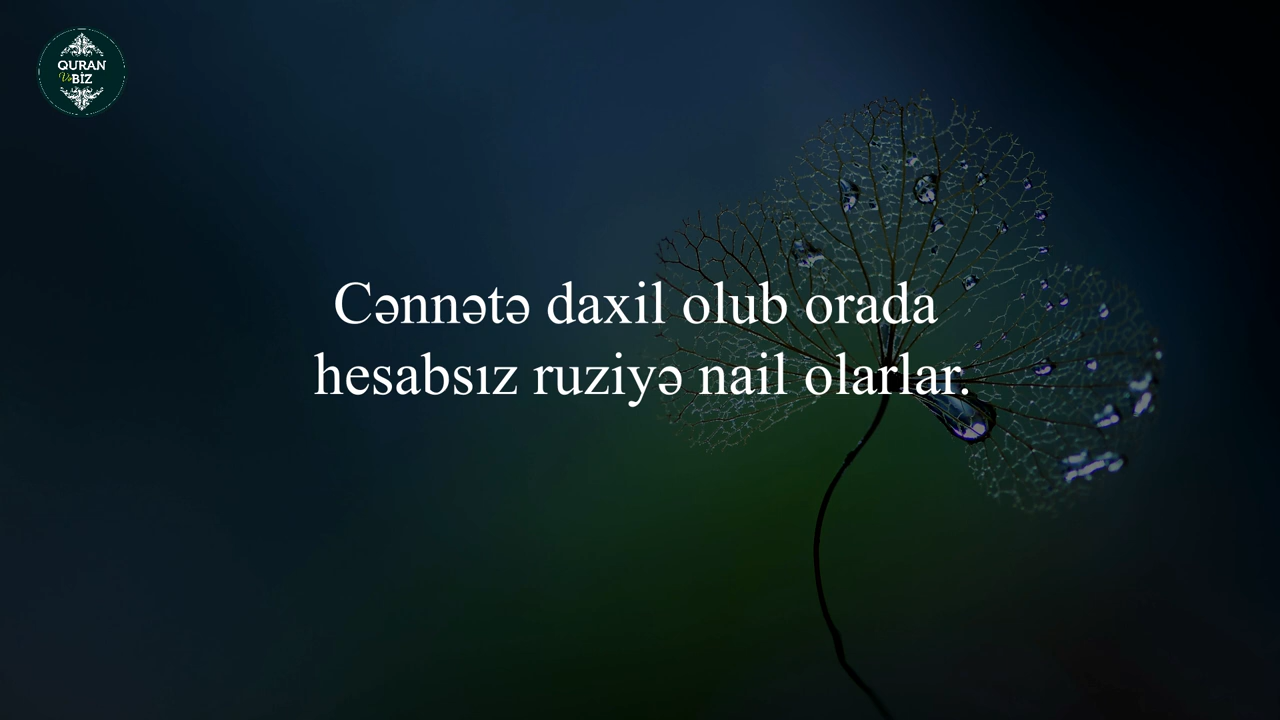 QURAN
Və BİZ
Cənnətə daxil olub orada
hesabsız ruziyə nail olarlar.